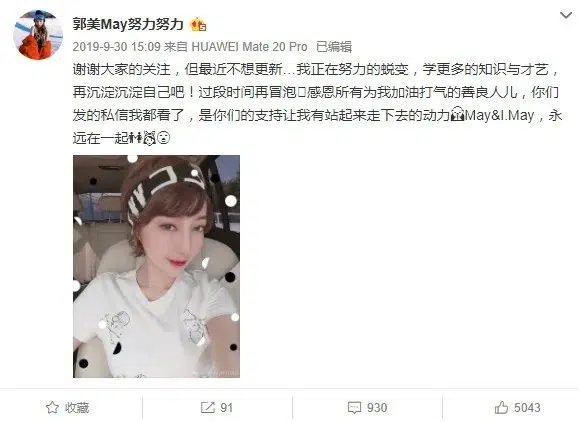 郭美May努力努力
2019-9-30 15:09 来自 HUAWEI Mate 20 Pro 已编辑
谢谢大家的关注，但最近不想更新...我正在努力的蜕变，学更多的知识与才艺，
再沉淀沉淀自己吧！过段时间再冒泡感恩所有为我加油打气的善良人儿，你们
发的私信我都看了，是你们的支持让我有站起来走下去的动力May&I.May，永
远在一起
收藏 91 930 5043